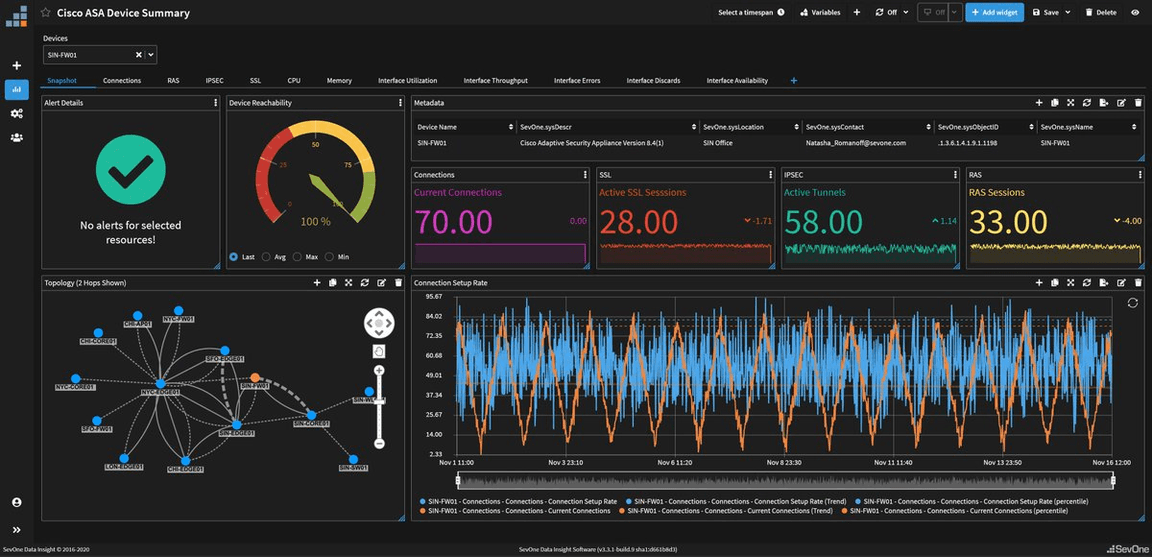 Cisco ASA Device Summary
Select a timespan
Variables
Off
Off
Add widget
Save
Delete
Devices
SIN-FW01
Snapshot
Connections
RAS
IPSEC
SSL
CPU
Memory
Interface Utilization
Interface Throughput
Interface Errors
Interface Discards
Interface Availability
Alert Details
No alerts for selected
resources!
Device Reachability
0
25
50
75
100
100 %
Last
Avg
Max
Min
Metadata
Device Name
SevOne.sysDescr
SevOne.sysLocation
SevOne.sysContact
SevOne.sysObjectID
SevOne.sysName
SIN-FW01
Cisco Adaptive Security Appliance Version 8.4(1)
SIN Office
Natasha_Romanoff@sevone.com
.1.3.6.1.4.1.9.1.1198
SIN-FW01
Connections
Current Connections
70.00
0.00
SSL
Active SSL Sesssions
28.00
-1.71
IPSEC
Active Tunnels
58.00
1.14
RAS
RAS Sessions
33.00
-4.00
Topology (2 Hops Shown)
CHI-AP01
NYC-FW01
CHI-CORE01
SFO-EDGE01
NYC-CORE01
NYC-EDGE01
SIN-FW01
SFO-FW01
SIN-EDGE01
SIN-CORE01
LON-EDGE01
CHI-EDGE01
SIN-SW01
Connection Setup Rate
95.67
84.02
72.35
60.68
49.01
37.34
25.67
14.00
2.33
Nov 1 11:00
Nov 3 23:10
Nov 6 11:20
Nov 8 23:30
Nov 11 11:40
Nov 13 23:50
Nov 16 12:00
SIN-FW01 - Connections - Connections - Connection Setup Rate
SIN-FW01 - Connections - Connections - Connection Setup Rate (Trend)
SIN-FW01 - Connections - Connections - Connection Setup Rate (percentile)
SIN-FW01 - Connections - Connections - Current Connections
SIN-FW01 - Connections - Connections - Current Connections (Trend)
SIN-FW01 - Connections - Connections - Current Connections (percentile)
SevOne Data Insight © 2016-2020
SevOne Data Insight Software (v3.3.1-build.9 sha1:d661b8d3)
SevOne